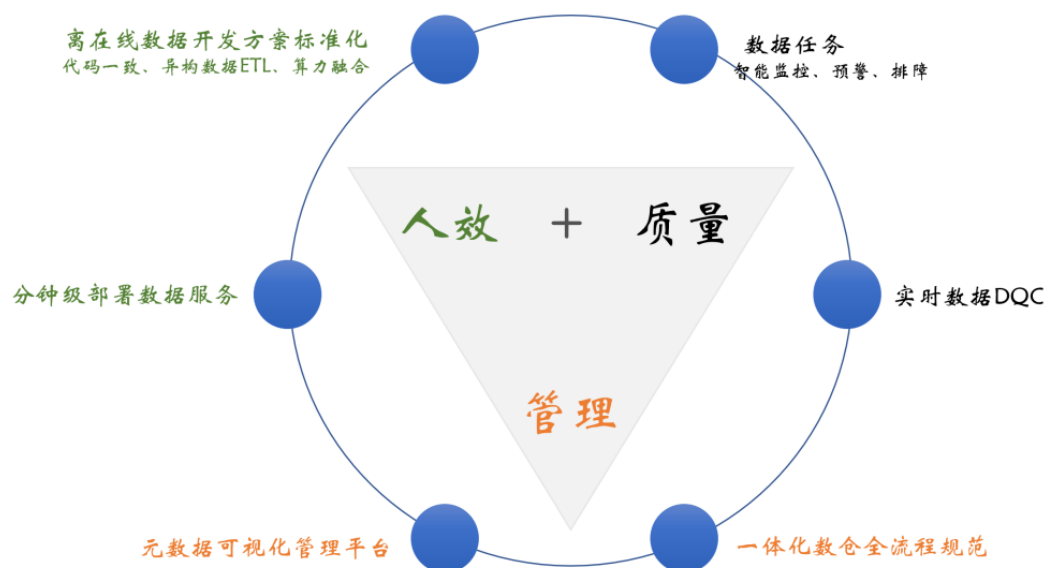 离在线数据开发方案标准化
代码一致、异构数据ETL、算力融合
数据任务
智能监控、预警、排障
人效 + 质量
分钟级部署数据服务
实时数据DQC
管理
元数据可视化管理平台
一体化数仓全流程规范